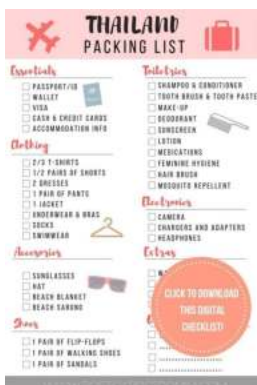 THAILAND
PACKING LIST
Essentials
PASSPORT/ID
WALLET
VISA
CASH & CREDIT CARDS
ACCOMMODATION INFO
Clothing
2/3 T-SHIRTS
1/2 PAIRS OF SHORTS
2 DRESSES
1 PAIR OF PANTS
1 JACKET
UNDERWEAR & BRAS
SOCKS
SWIMWEAR
Accessories
SUNGLASSES
HAT
BEACH BLANKET
BEACH SARONG
Shoes
1 PAIR OF FLIP-FLOPS
1 PAIR OF WALKING SHOES
1 PAIR OF SANDALS
Toiletries
SHAMPOO & CONDITIONER
TOOTH BRUSH & TOOTH PASTE
MAKE-UP
DEODORANT
SUNSCREEN
LOTION
MEDICATIONS
FEMININE HYGIENE
HAIR BRUSH
MOSQUITO REPELLENT
Electronics
CAMERA
CHARGERS AND ADAPTERS
HEADPHONES
Extras
CLICK TO DOWNLOAD
THIS DIGITAL
CHECKLIST!